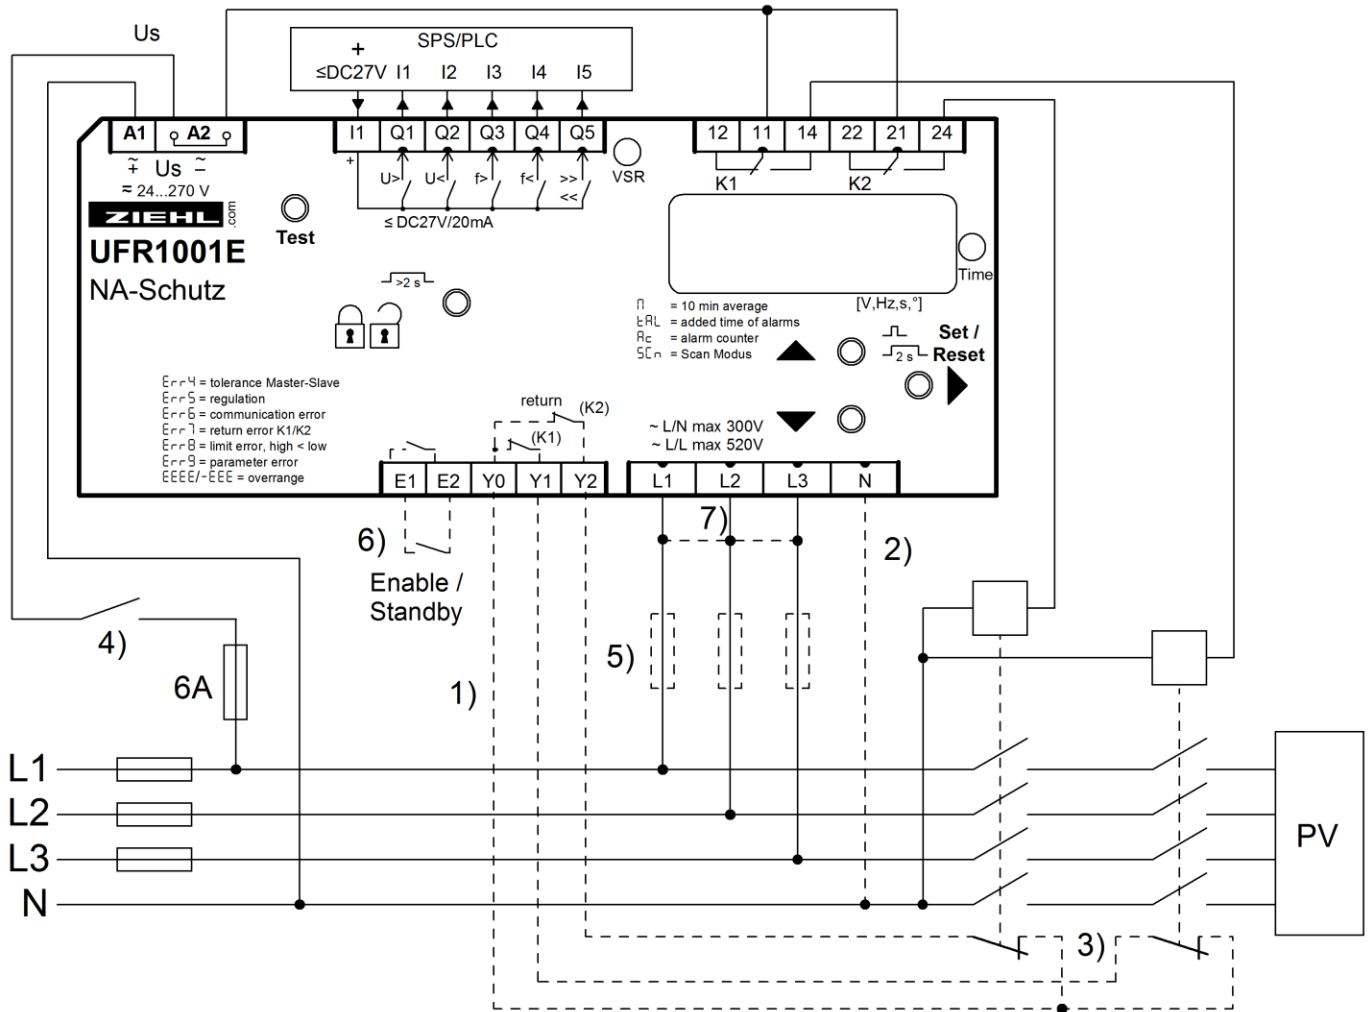 Us
SPS/PLC
+
≤DC27V I1 I2 I3 I4 I5
A1 A2
I1 Q1 Q2 Q3 Q4 Q5
12 11 14 22 21 24
~ Us ~
+ -
≈ 24...270 V
+
U> U< f> f< >>
<<
VSR
K1 K2
≤ DC27V/20mA
ZIEHL.com
Test
UFR1001E
NA-Schutz
Time
>2 s
[V,Hz,s,°]
n = 10 min average
tAL = added time of alarms
Ac = alarm counter
SCn = Scan Modus
Set /
Reset
2 s
Err4 = tolerance Master-Slave
Err5 = regulation
Err6 = communication error
Err7 = return error K1/K2
Err8 = limit error, high < low
Err9 = parameter error
EEEE/-EEE = overrange
return
(K2)
(K1)
~ L/N max 300V
~ L/L max 520V
E1 E2 Y0 Y1 Y2
L1 L2 L3 N
7)
6)
2)
Enable /
Standby
4)
5)
6A
1)
L1
L2
L3
N
PV
3)